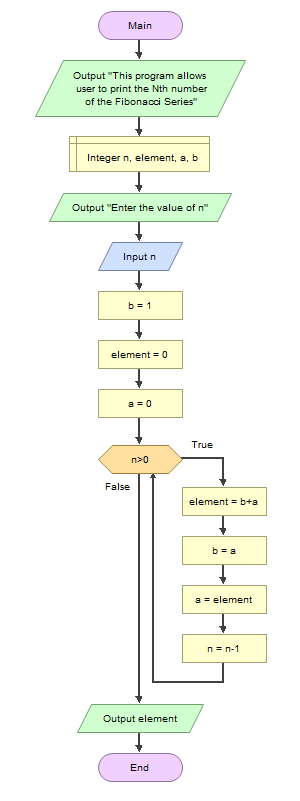 Main
Output "This program allows
user to print the Nth number
of the Fibonacci Series"
Integer n, element, a, b
Output "Enter the value of n"
Input n
b = 1
element = 0
a = 0
n>0
True
False
element = b+a
b = a
a = element
n = n-1
Output element
End